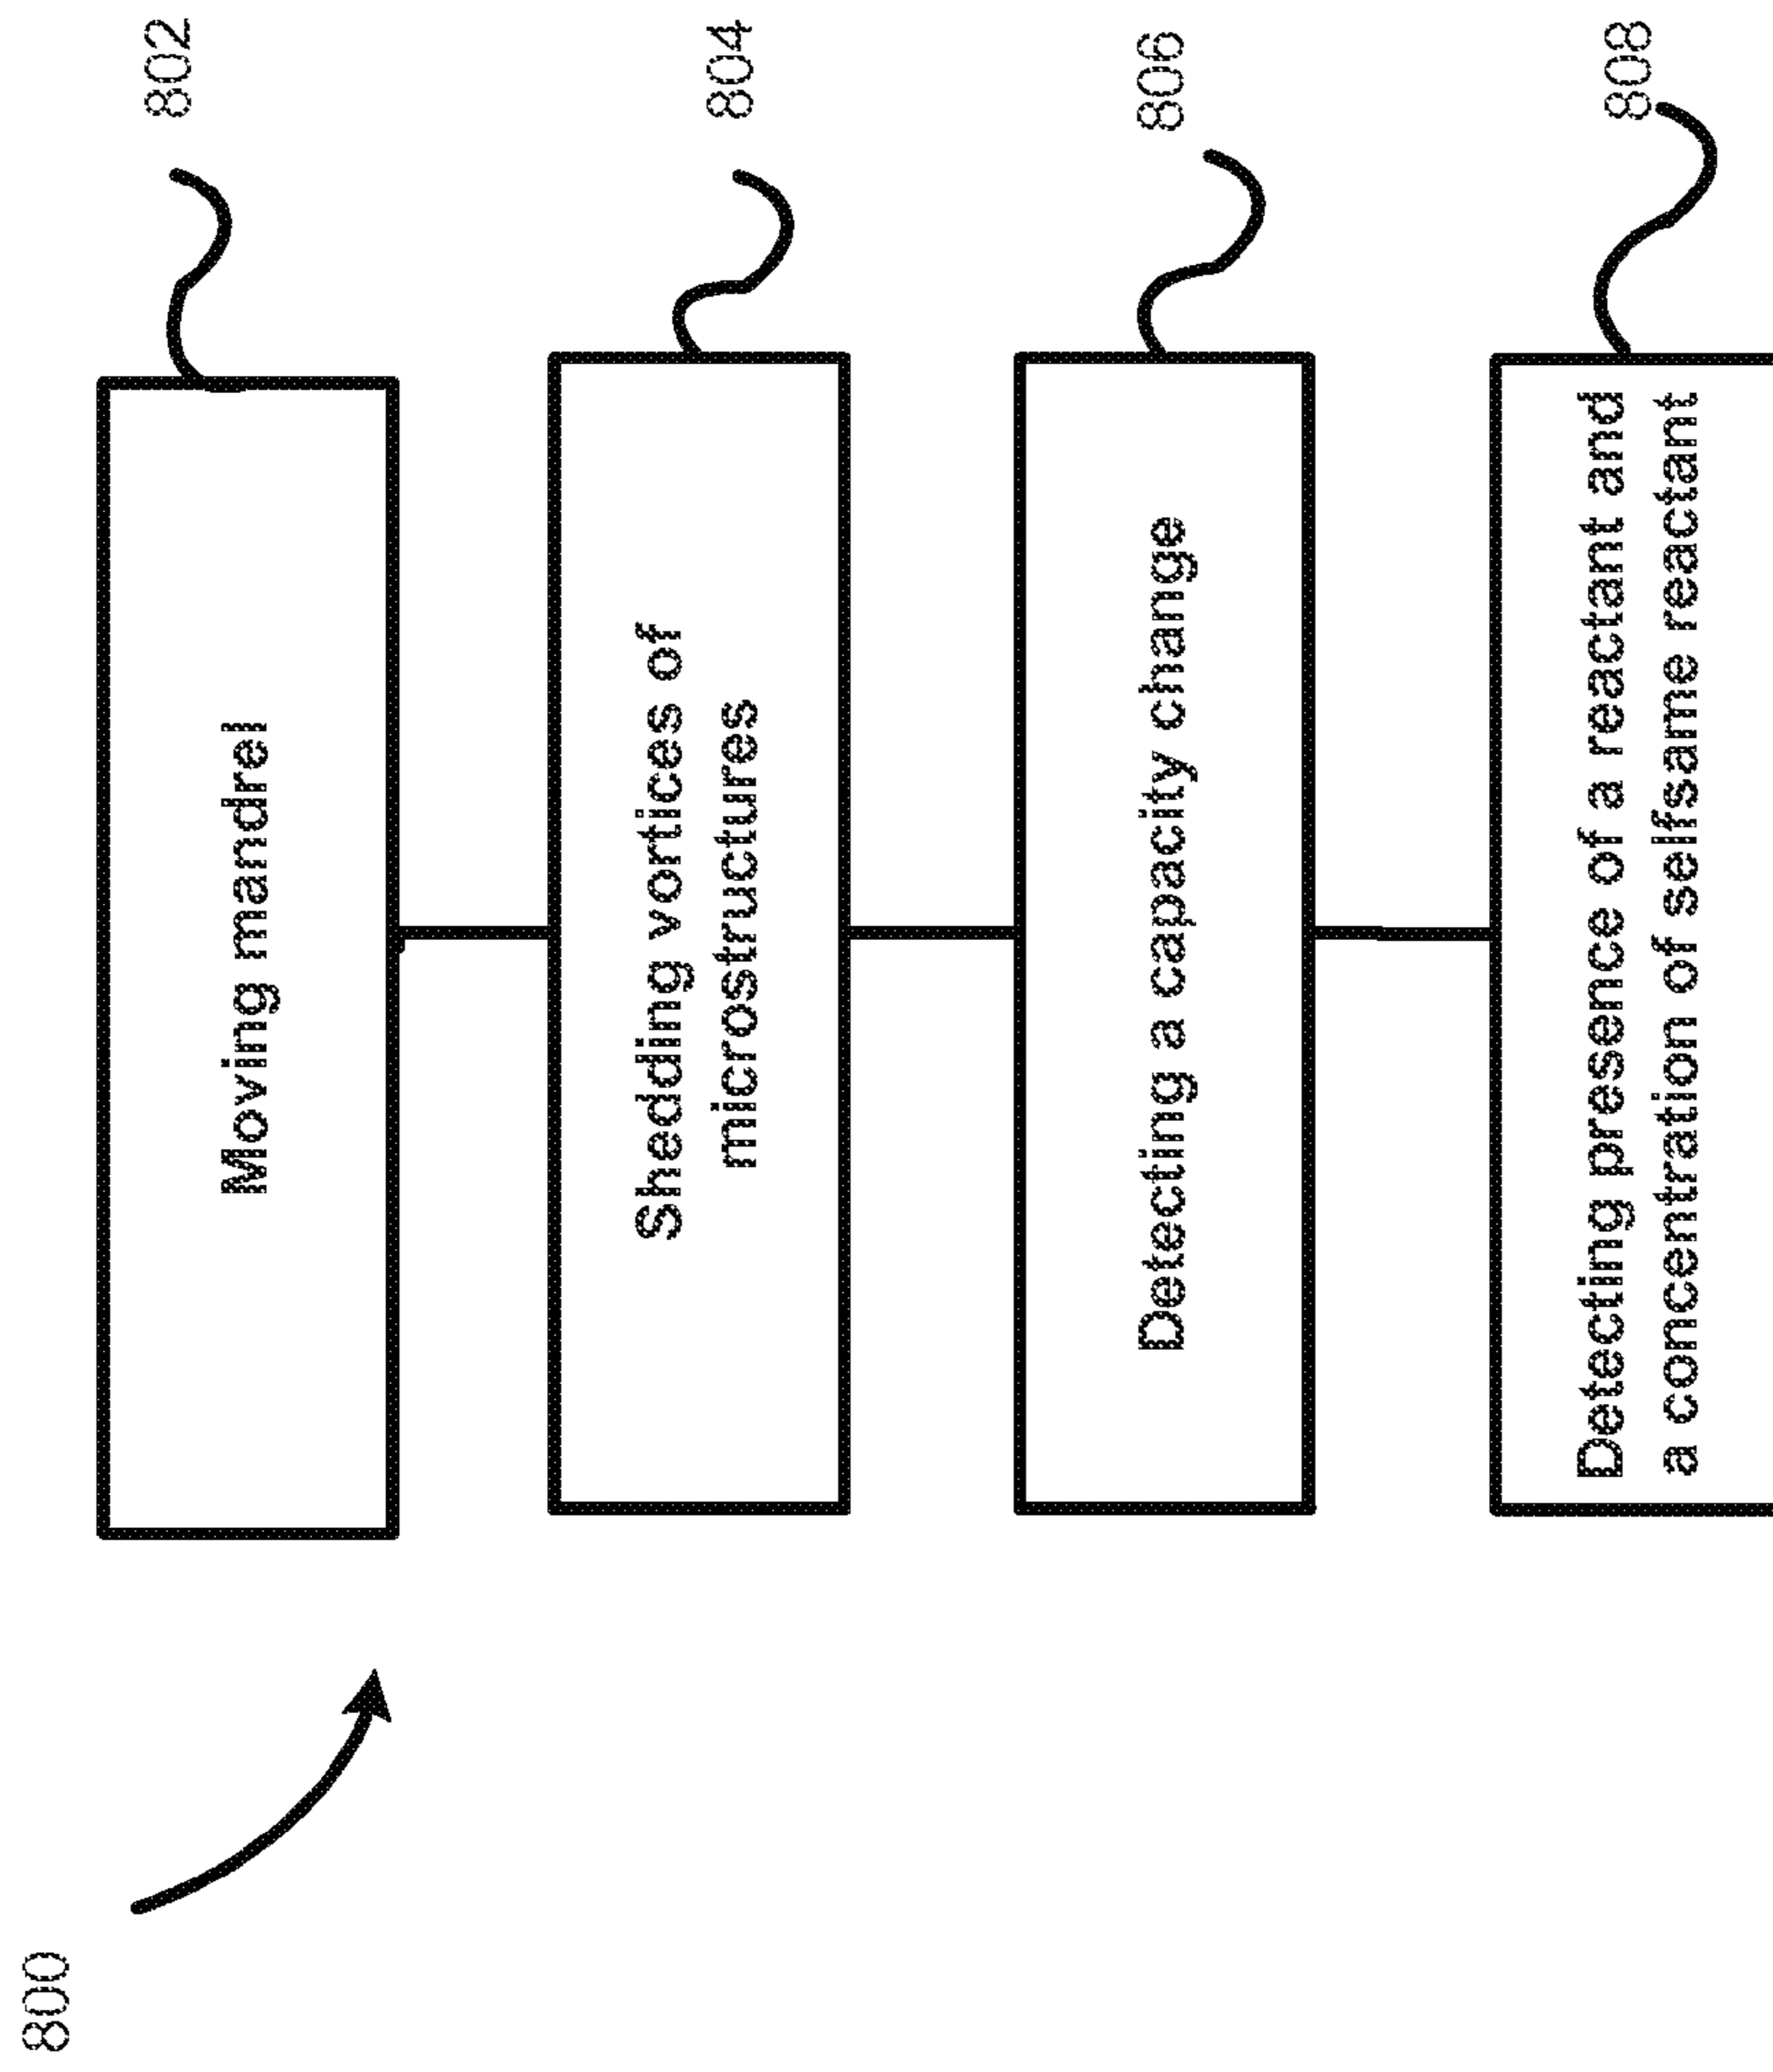 800
802
Moving mandrel
804
Shedding vortices of
microstructures
806
Detecting a capacity change
808
Detecting presence of a reactant and
a concentration of selfsame reactant